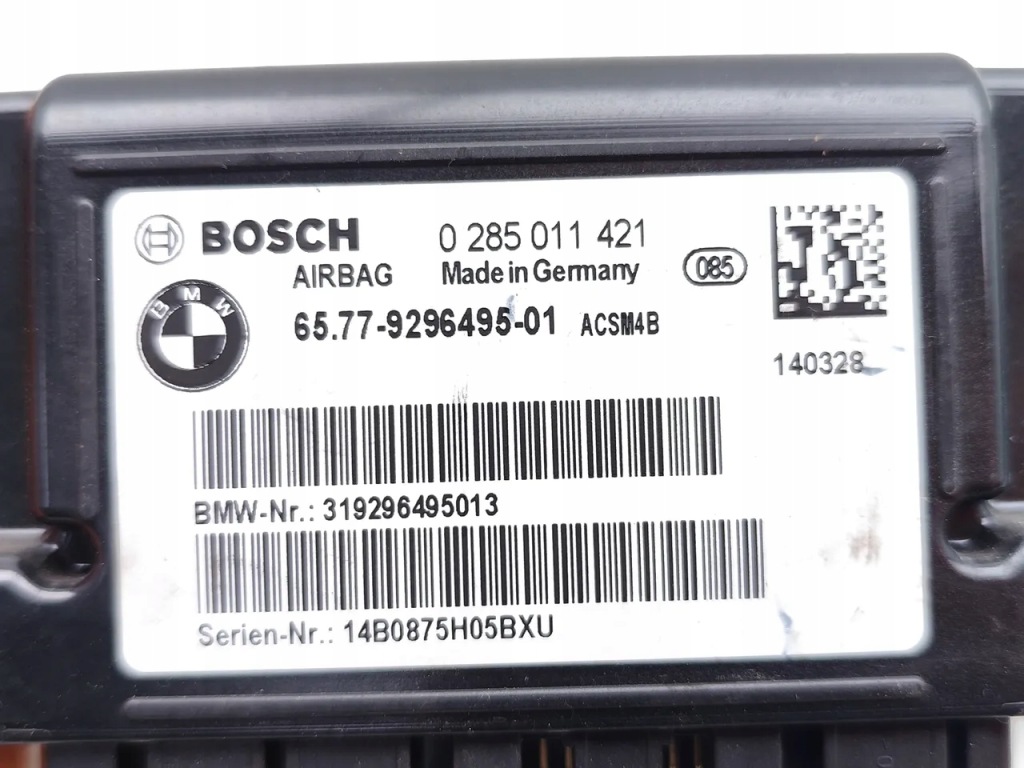 BOSCH 0 285 011 421
AIRBAG Made in Germany 085
BMW
65.77-9296495-01 ACSM4B
140328
BMW-Nr.: 319296495013
Serien-Nr.: 14B0875H05BXU